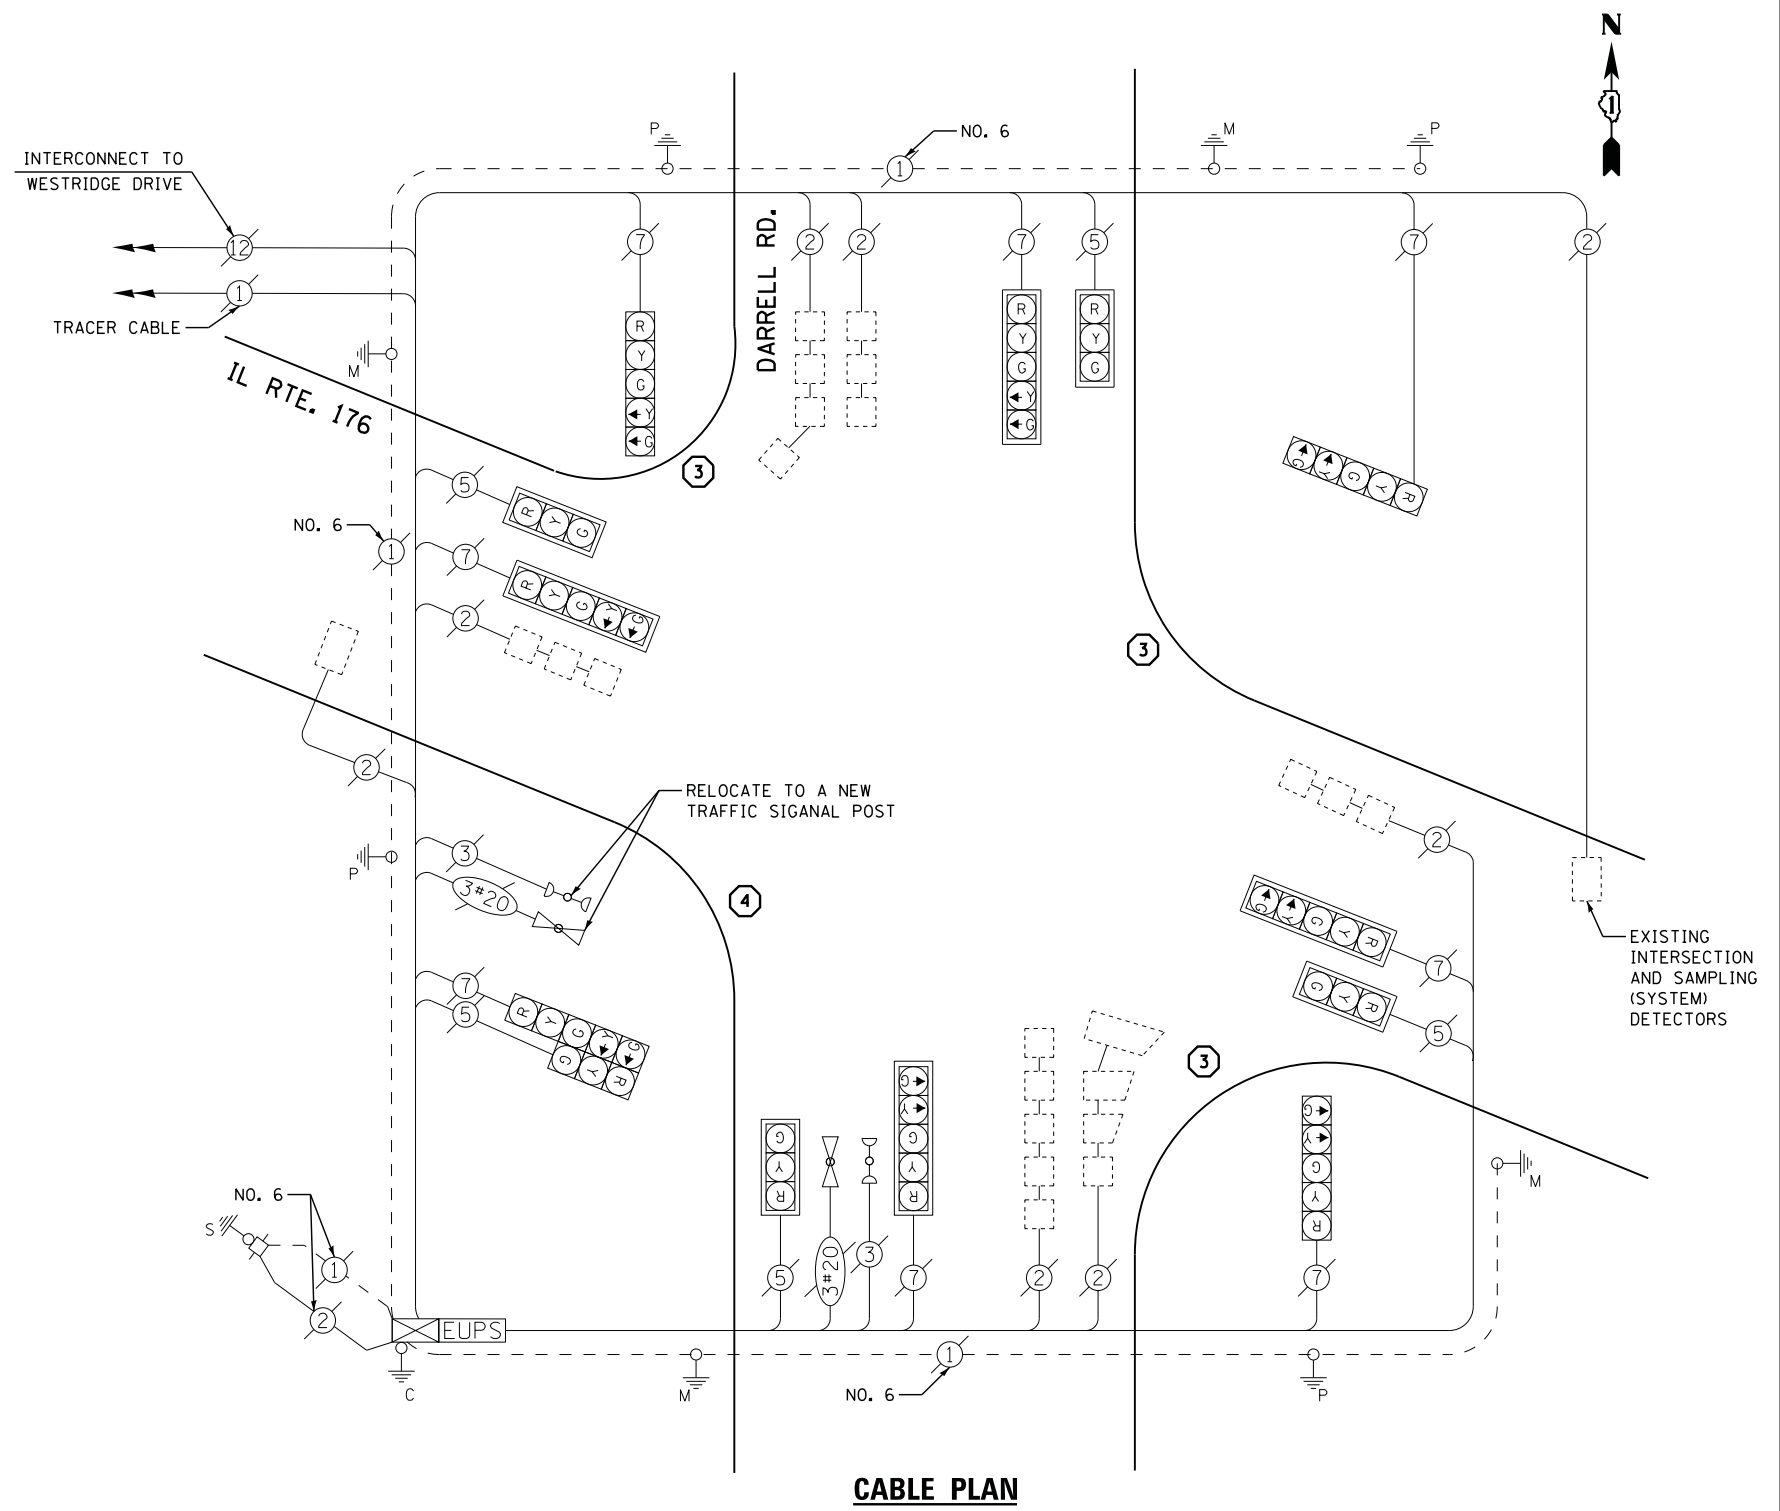 N
1
P
NO. 6
1
M
P
INTERCONNECT TO
WESTRIDGE DRIVE
12
1
TRACER CABLE
7
2
2
7
5
7
2
DARRELL RD.
IL RTE. 176
M
R
Y
G
Y
G
R
Y
G
Y
G
R
Y
G
G
Y
G
Y
R
3
5
R Y G
NO. 6
1
7
R Y G Y G
2
3
2
RELOCATE TO A NEW
TRAFFIC SIGANAL POST
P
3
3#20
4
2
G Y G Y R
7
G Y R
5
EXISTING
INTERSECTION
AND SAMPLING
(SYSTEM)
DETECTORS
7
R Y G Y G
5
G Y R
3
G
Y
R
G
Y
G
Y
R
G
Y
G
Y
R
M
NO. 6
S
1
2
5
3#20
3
7
2
2
7
EUPS
C
M
1
NO. 6
P
CABLE PLAN